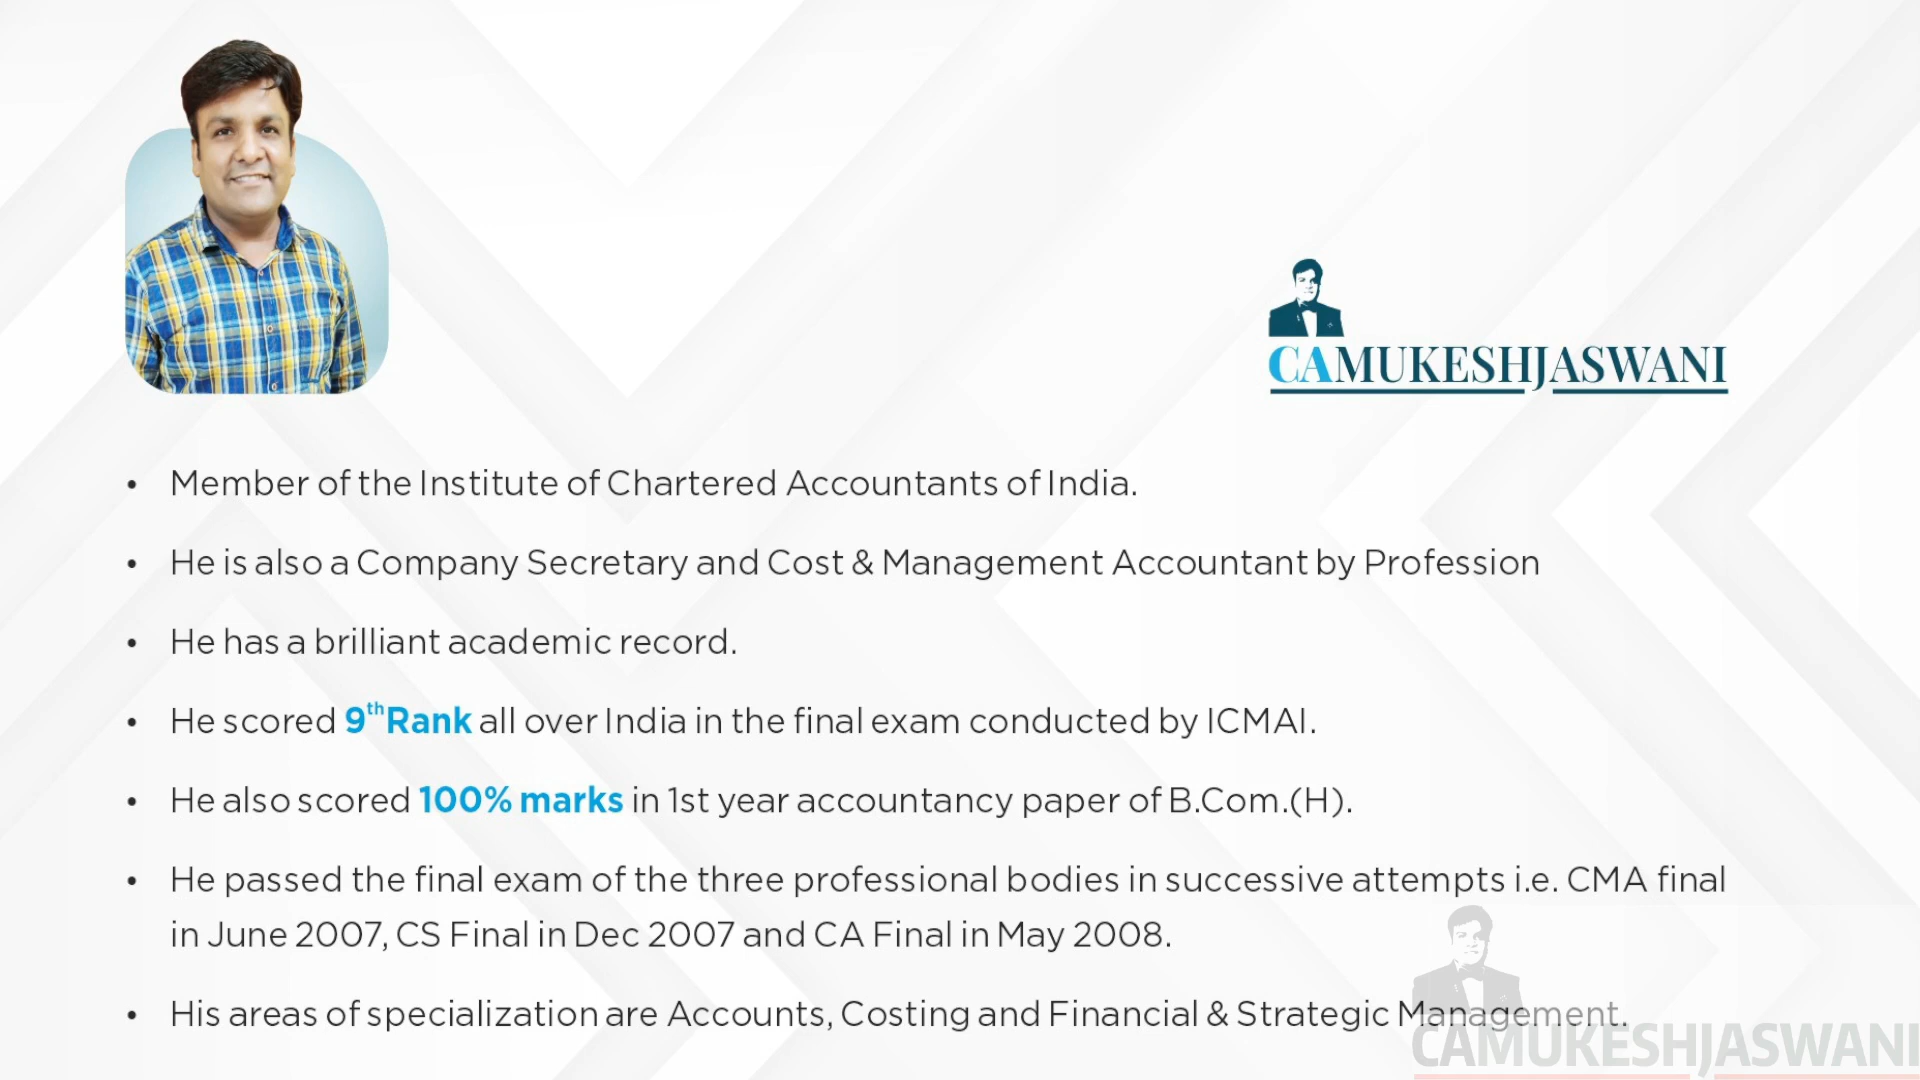 CAMUKESHJASWANI
• Member of the Institute of Chartered Accountants of India.
• He is also a Company Secretary and Cost & Management Accountant by Profession
• He has a brilliant academic record.
• He scored 9th Rank all over India in the final exam conducted by ICMAI.
• He also scored 100% marks in 1st year accountancy paper of B.Com.(H).
• He passed the final exam of the three professional bodies in successive attempts i.e. CMA final
in June 2007, CS Final in Dec 2007 and CA Final in May 2008.
• His areas of specialization are Accounts, Costing and Financial & Strategic Management.
CAMUKESHJASWANI